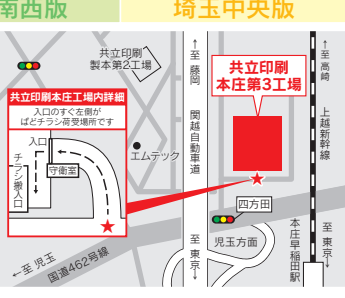 南西版
埼玉中央版
共立印刷
製本第2工場
←至 藤岡
関越自動車道
至 東京→
共立印刷
本庄第3工場
←至 高崎
上越新幹線
至 東京→
本庄早稲田駅
共立印刷本庄工場内詳細
入口のすぐ左側が
ぱどチラシ荷受場所です
入口
守衛室
チラシ搬入口
エムテック
四方田
児玉方面
←至 児玉
国道462号線